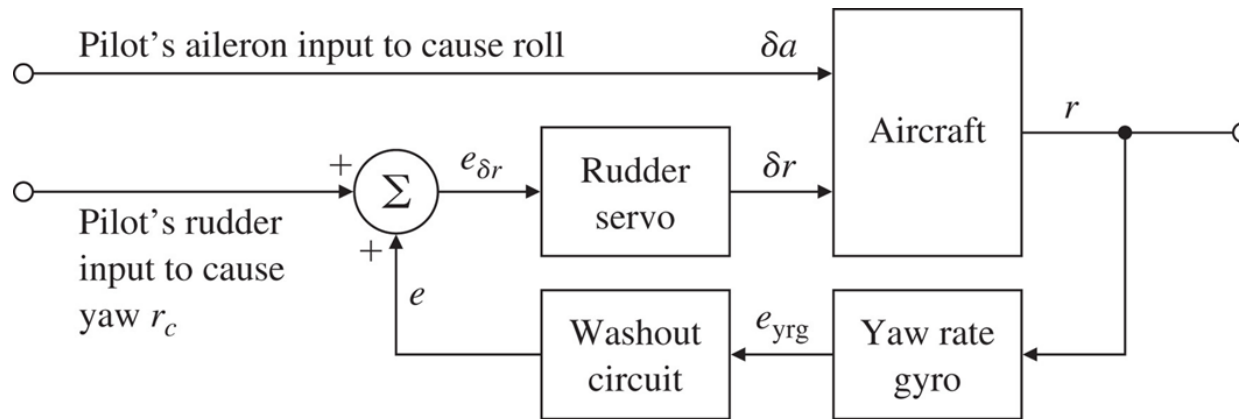 Pilot's aileron input to cause roll
δa
Aircraft
r
+
Σ
+
e_δr
Rudder
servo
δr
Pilot's rudder
input to cause
yaw r_c
e
Washout
circuit
e_yrg
Yaw rate
gyro